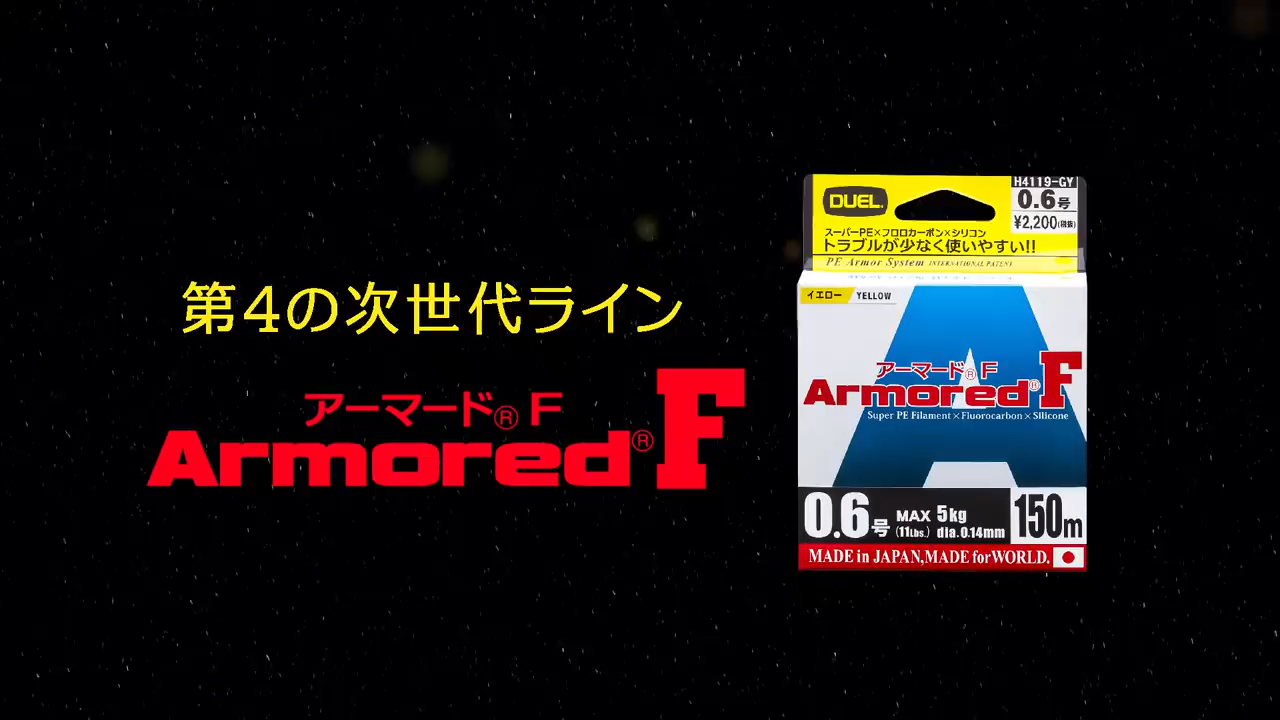 第4の次世代ライン
アーマード® F
Armored® F
DUEL®
H4119-GY
0.6号
¥2,200(税抜)
スーパーPE×フロロカーボン×シリコン
トラブルが少なく使いやすい!!
PE Armor System INTERNATIONAL PATENT
イエロー YELLOW
アーマード® F
Armored® F
Super PE Filament×Fluorocarbon×Silicone
0.6号 MAX 5kg (11Lbs.) dia.0.14mm 150m
MADE in JAPAN,MADE for WORLD.